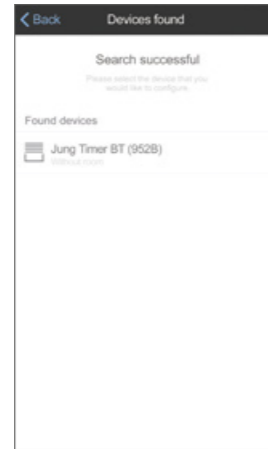 Back Devices found
Search successful
Please select the device that you
would like to configure.
Found devices
Jung Timer BT (952B)
Without room